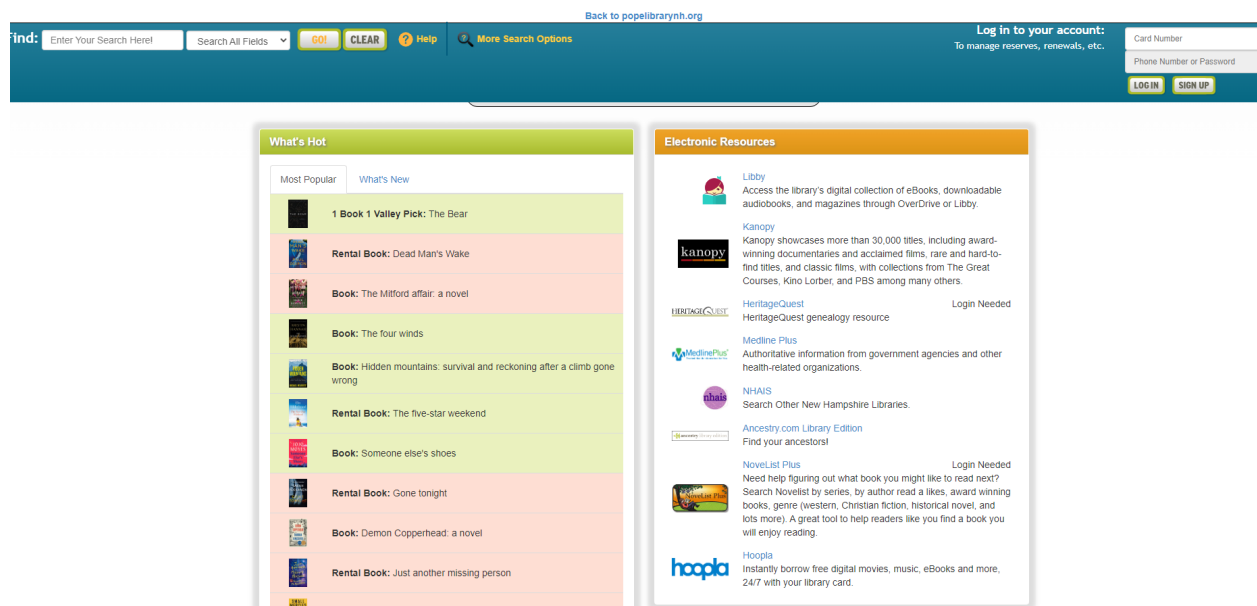 Back to popelibrarynh.org
Find:
Enter Your Search Here!
Search All Fields
GO!
CLEAR
Help
More Search Options
Log in to your account:
To manage reserves, renewals, etc.
Card Number
Phone Number or Password
LOG IN
SIGN UP
What's Hot
Most Popular
What's New
1 Book 1 Valley Pick: The Bear
Rental Book: Dead Man's Wake
Book: The Mitford affair: a novel
Book: The four winds
Book: Hidden mountains: survival and reckoning after a climb gone
wrong
Rental Book: The five-star weekend
Book: Someone else's shoes
Rental Book: Gone tonight
Book: Demon Copperhead: a novel
Rental Book: Just another missing person
Electronic Resources
Libby
Access the library's digital collection of eBooks, downloadable
audiobooks, and magazines through OverDrive or Libby.
kanopy
Kanopy
Kanopy showcases more than 30,000 titles, including award-
winning documentaries and acclaimed films, rare and hard-to-
find titles, and classic films, with collections from The Great
Courses, Kino Lorber, and PBS among many others.
HERITAGEQUEST
HeritageQuest
Login Needed
HeritageQuest genealogy resource
MedlinePlus
Medline Plus
Authoritative information from government agencies and other
health-related organizations.
nhais
NHAIS
Search Other New Hampshire Libraries.
ancestry
Ancestry.com Library Edition
Find your ancestors!
NoveList Plus
NoveList Plus
Login Needed
Need help figuring out what book you might like to read next?
Search Novelist by series, by author read a likes, award winning
books, genre (western, Christian fiction, historical novel, and
lots more). A great tool to help readers like you find a book you
will enjoy reading.
hoopla
Hoopla
Instantly borrow free digital movies, music, eBooks and more,
24/7 with your library card.